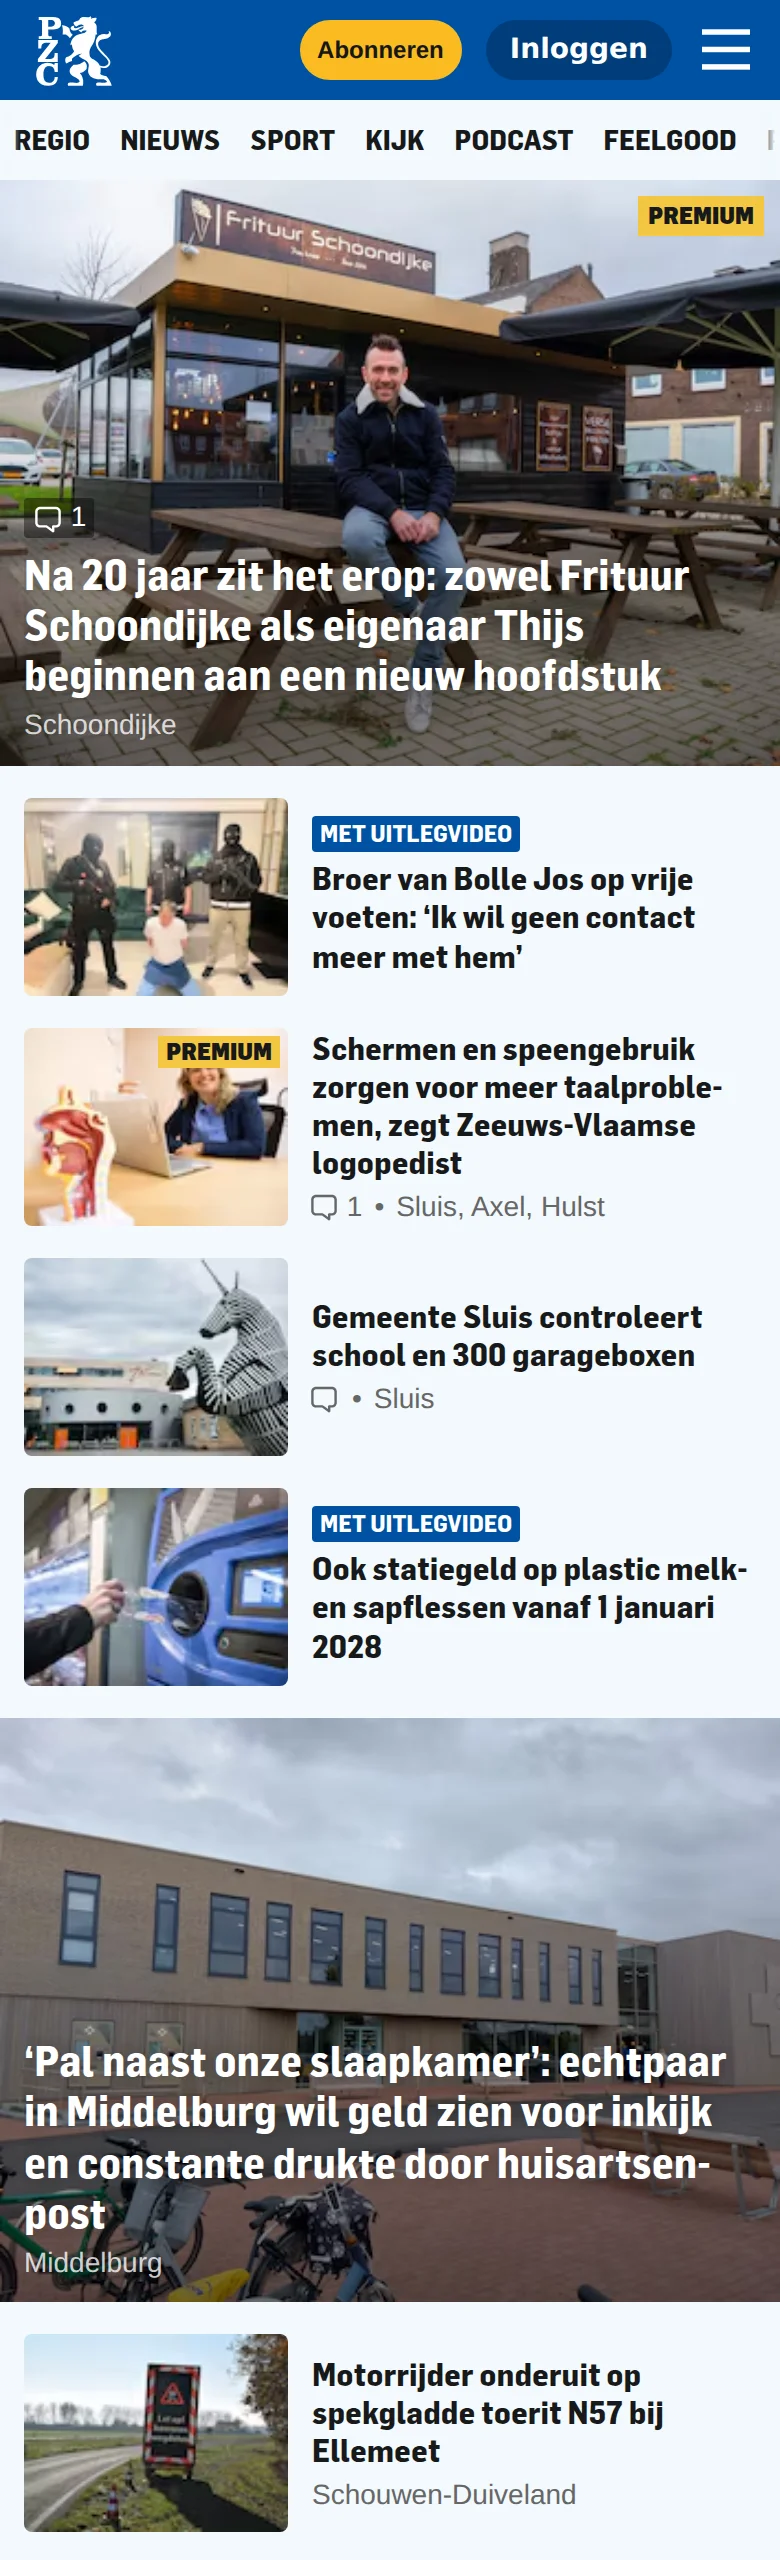 P
Z
C
Abonneren
Inloggen
REGIO NIEUWS SPORT KIJK PODCAST FEELGOOD
Frituur Schoondijke
PREMIUM
1
Na 20 jaar zit het erop: zowel Frituur
Schoondijke als eigenaar Thijs
beginnen aan een nieuw hoofdstuk
Schoondijke
MET UITLEGVIDEO
Broer van Bolle Jos op vrije
voeten: ‘Ik wil geen contact
meer met hem’
PREMIUM
Schermen en speengebruik
zorgen voor meer taalproble-
men, zegt Zeeuws-Vlaamse
logopedist
1 • Sluis, Axel, Hulst
Gemeente Sluis controleert
school en 300 garageboxen
• Sluis
MET UITLEGVIDEO
Ook statiegeld op plastic melk-
en sapflessen vanaf 1 januari
2028
‘Pal naast onze slaapkamer’: echtpaar
in Middelburg wil geld zien voor inkijk
en constante drukte door huisartsen-
post
Middelburg
Motorrijder onderuit op
spekgladde toerit N57 bij
Ellemeet
Schouwen-Duiveland